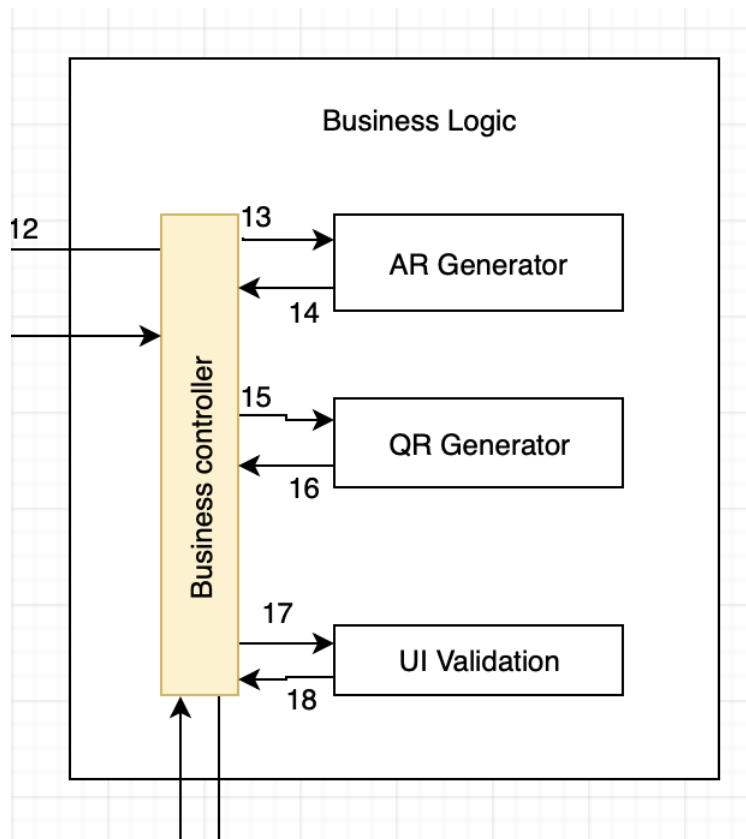 Business Logic
12
13
AR Generator
14
Business controller
15
QR Generator
16
17
UI Validation
18